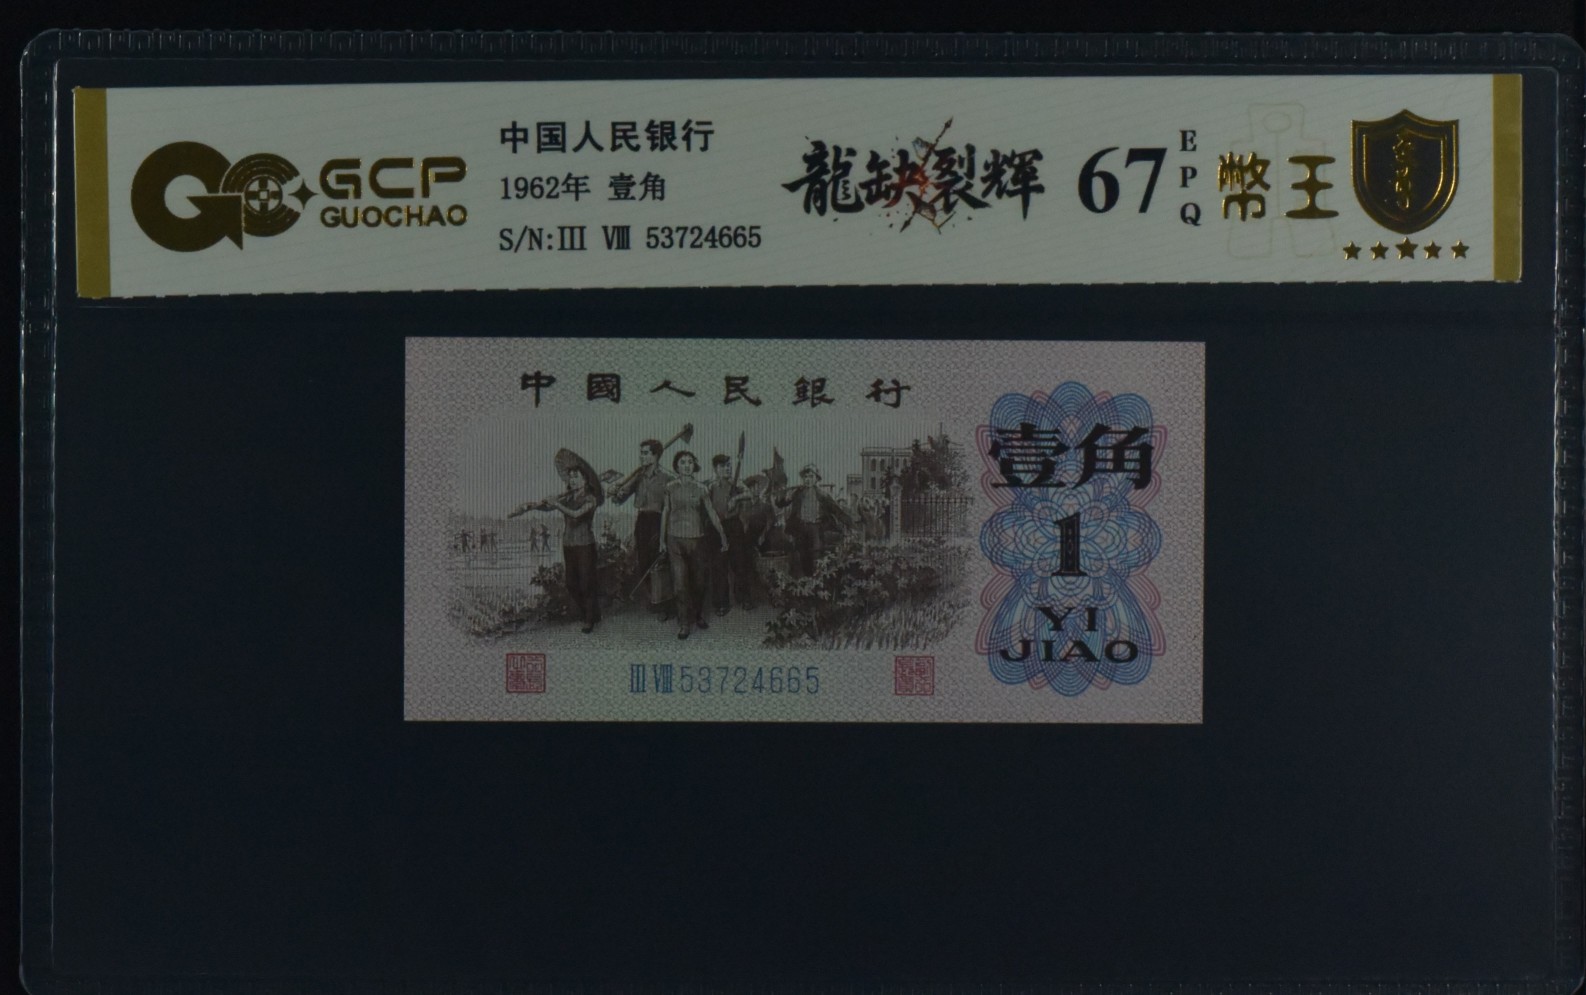 GCP
GUOCHAO
中国人民银行
1962年 壹角
S/N:III VIII 53724665
龍缺裂辉
67
EPQ
幣王
中國人民銀行
壹角
1
YI
JIAO
III VIII 53724665